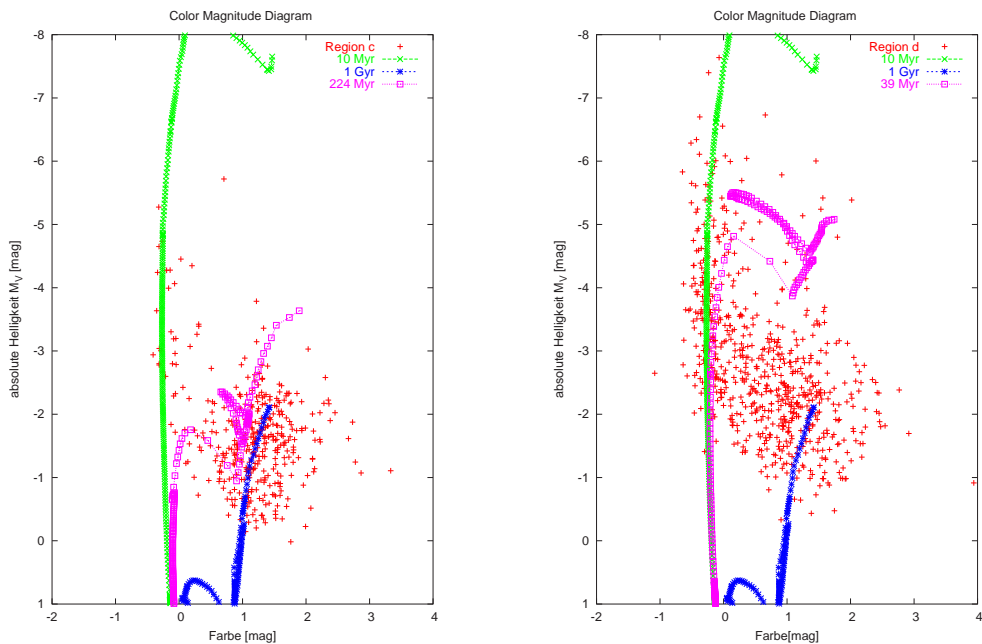 Color Magnitude Diagram
-8
-7
-6
-5
-4
-3
-2
-1
0
1
-2
-1
0
1
2
3
4
absolute Helligkeit M_V [mag]
Farbe[mag]
Region c
10 Myr
1 Gyr
224 Myr
Color Magnitude Diagram
-8
-7
-6
-5
-4
-3
-2
-1
0
1
-2
-1
0
1
2
3
4
absolute Helligkeit M_V [mag]
Farbe[mag]
Region d
10 Myr
1 Gyr
39 Myr